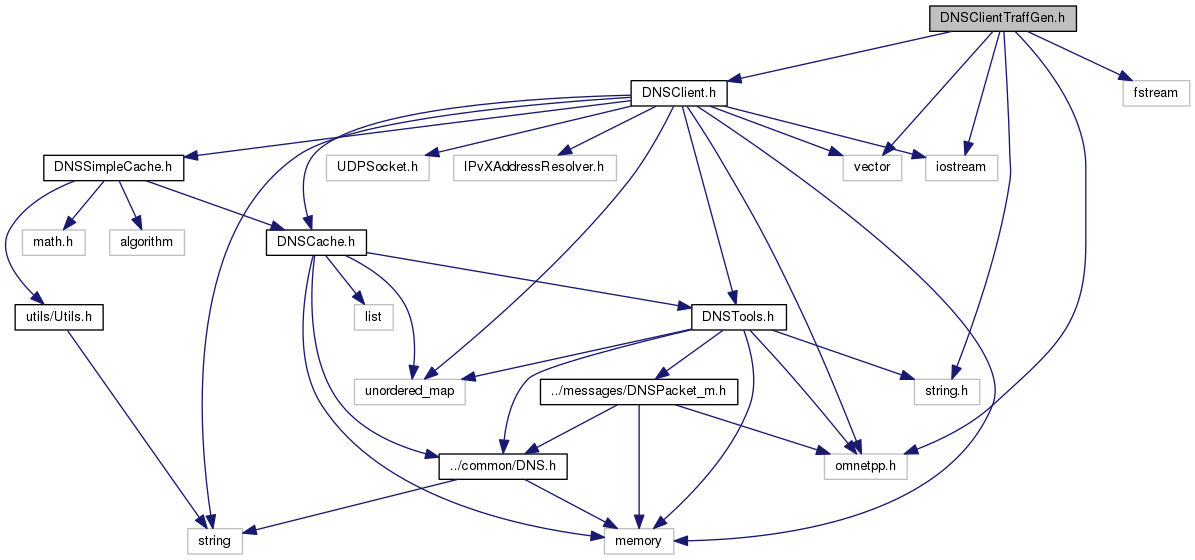 DNSClientTraffGen.h
DNSClient.h
fstream
DNSSimpleCache.h
UDPSocket.h
IPvXAddressResolver.h
vector
iostream
math.h
algorithm
DNSCache.h
utils/Utils.h
list
DNSTools.h
unordered_map
../messages/DNSPacket_m.h
string.h
../common/DNS.h
omnetpp.h
string
memory